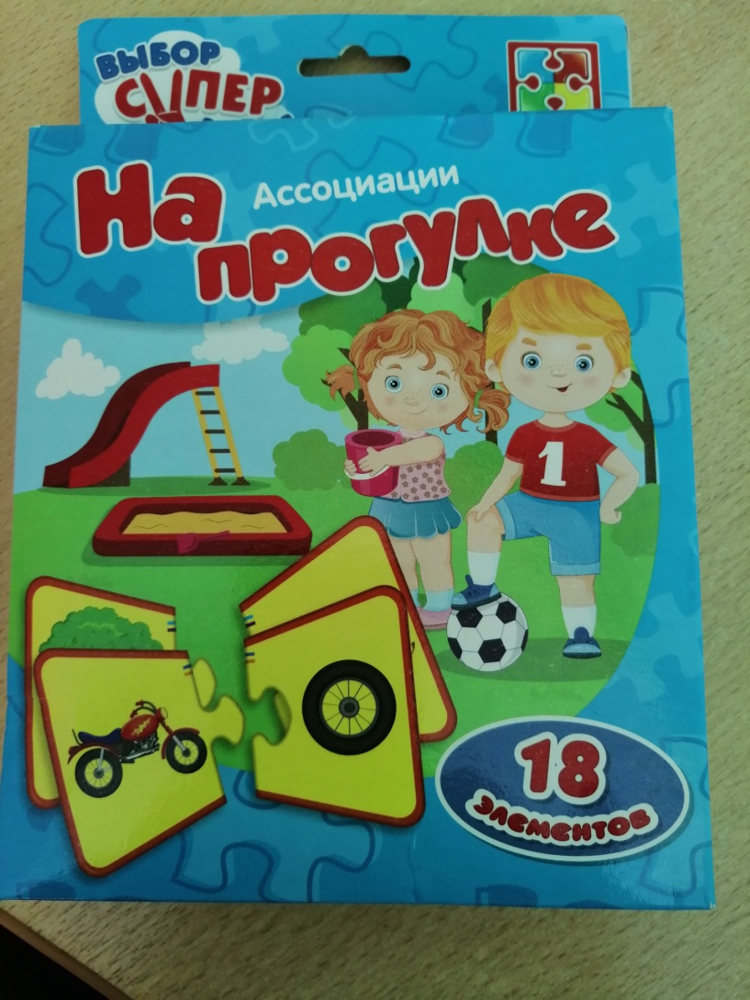 ВЫБОР
СУПЕР
Ассоциации
На
прогулке
1
18
элементов